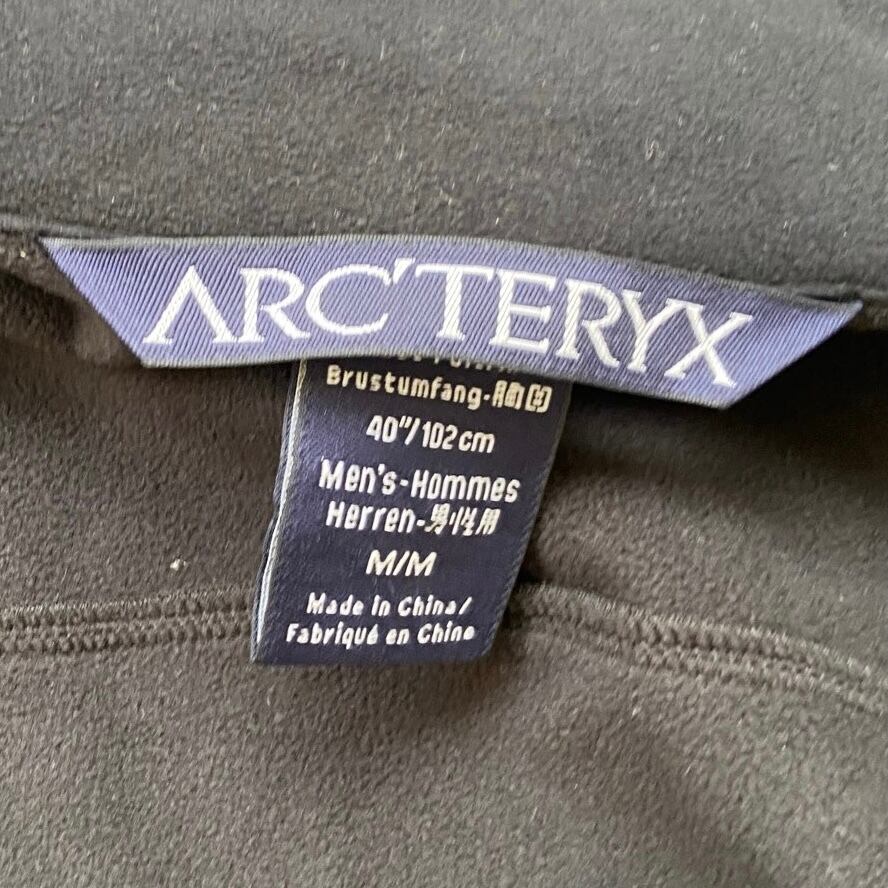 ARC'TERYX
Brustumfang·胸囲
40"/102cm
Men's-Hommes
Herren-男性用
M/M
Made in China/
Fabriqué en Chine